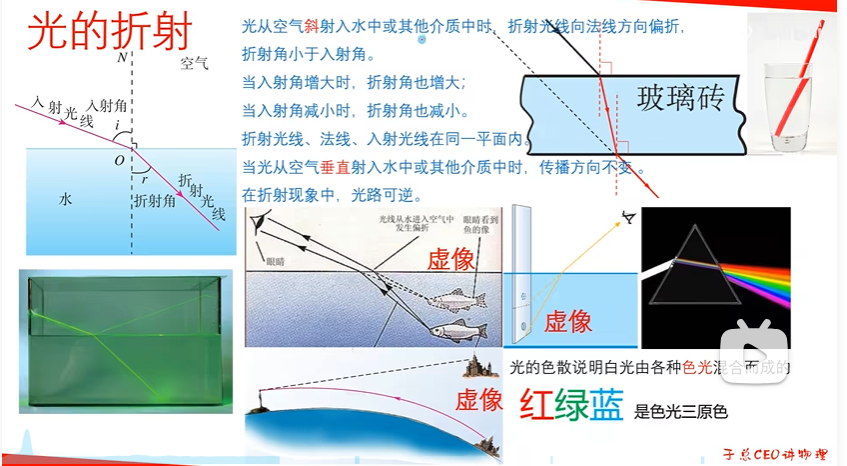 光的折射
光从空气斜射入水中或其他介质中时，折射光线向法线方向偏折，
折射角小于入射角。
当入射角增大时，折射角也增大；
当入射角减小时，折射角也减小。
折射光线、法线、入射光线在同一平面内。
当光从空气垂直射入水中或其他介质中时，传播方向不变。
在折射现象中，光路可逆。
N
空气
入射光线
入射角
i
O
r
水
折射角
折射光线
玻璃砖
光线从水进入空气中
发生偏折
眼睛看到
鱼的像
眼睛
虚像
虚像
虚像
光的色散说明白光由各种色光混合而成的
红绿蓝 是色光三原色
于总CEO讲物理